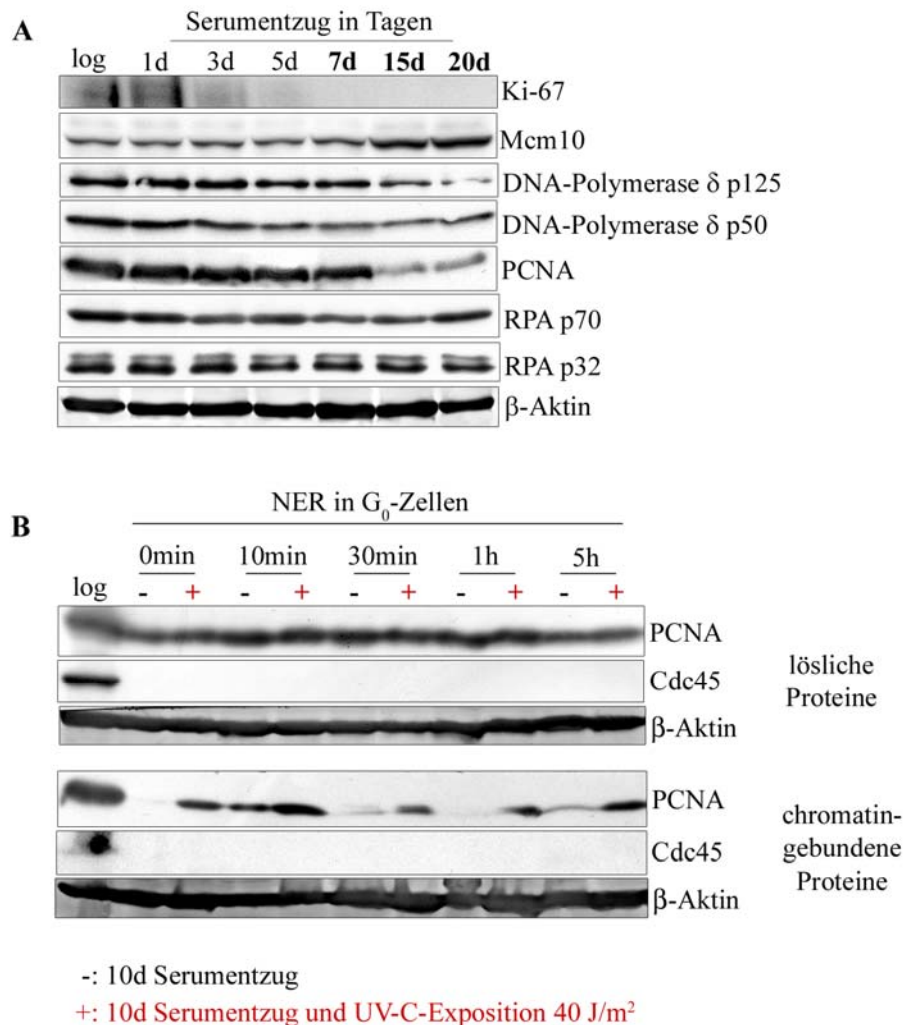 A
Serumentzug in Tagen
log 1d 3d 5d 7d 15d 20d
Ki-67
Mcm10
DNA-Polymerase δ p125
DNA-Polymerase δ p50
PCNA
RPA p70
RPA p32
β-Aktin
B
NER in G₀-Zellen
0min 10min 30min 1h 5h
log - + - + - + - + - +
PCNA
Cdc45
β-Aktin
lösliche
Proteine
PCNA
Cdc45
β-Aktin
chromatin-
gebundene
Proteine
-: 10d Serumentzug
+: 10d Serumentzug und UV-C-Exposition 40 J/m²